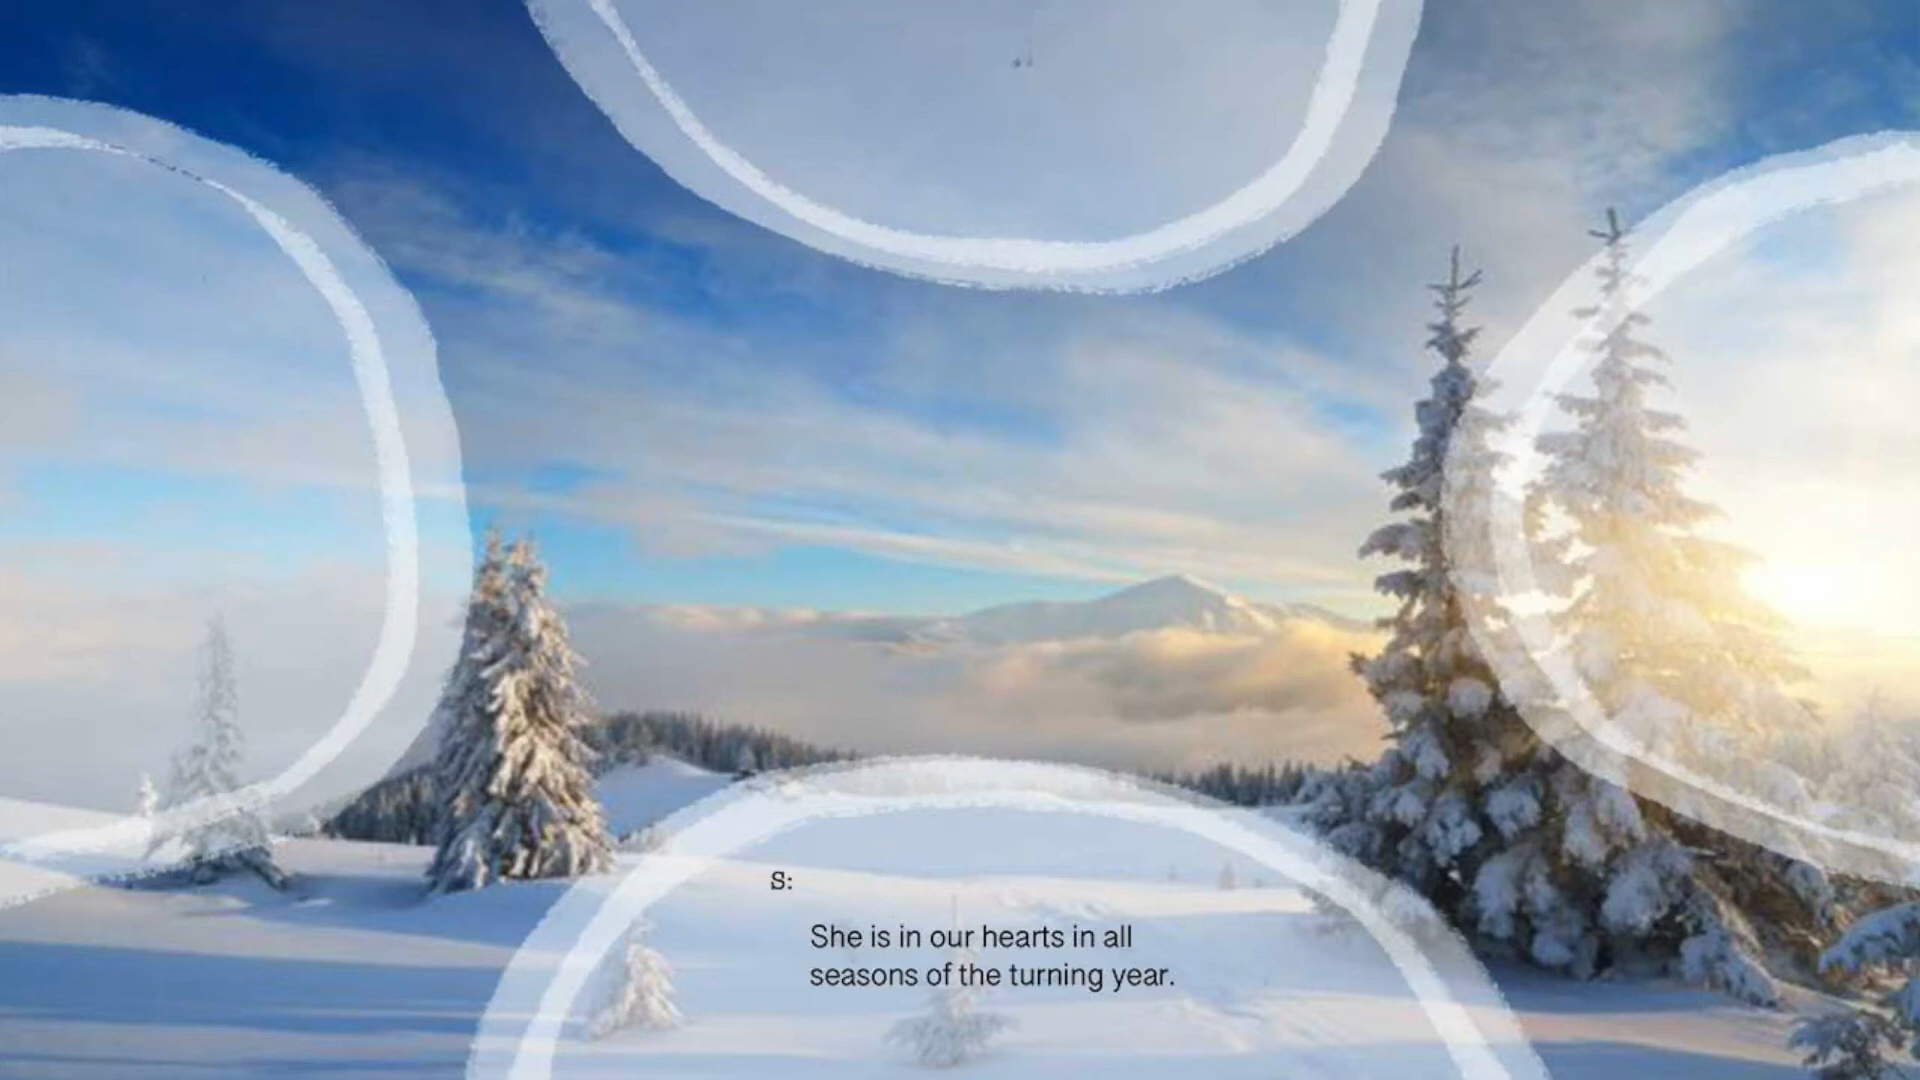 S:
She is in our hearts in all
seasons of the turning year.